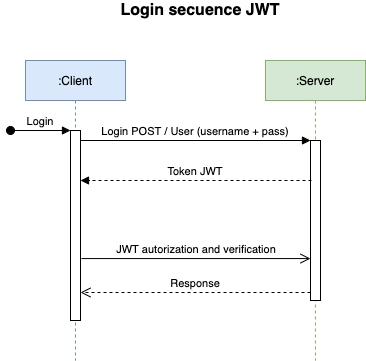 Login secuence JWT
:Client
:Server
Login
Login POST / User (username + pass)
Token JWT
JWT autorization and verification
Response